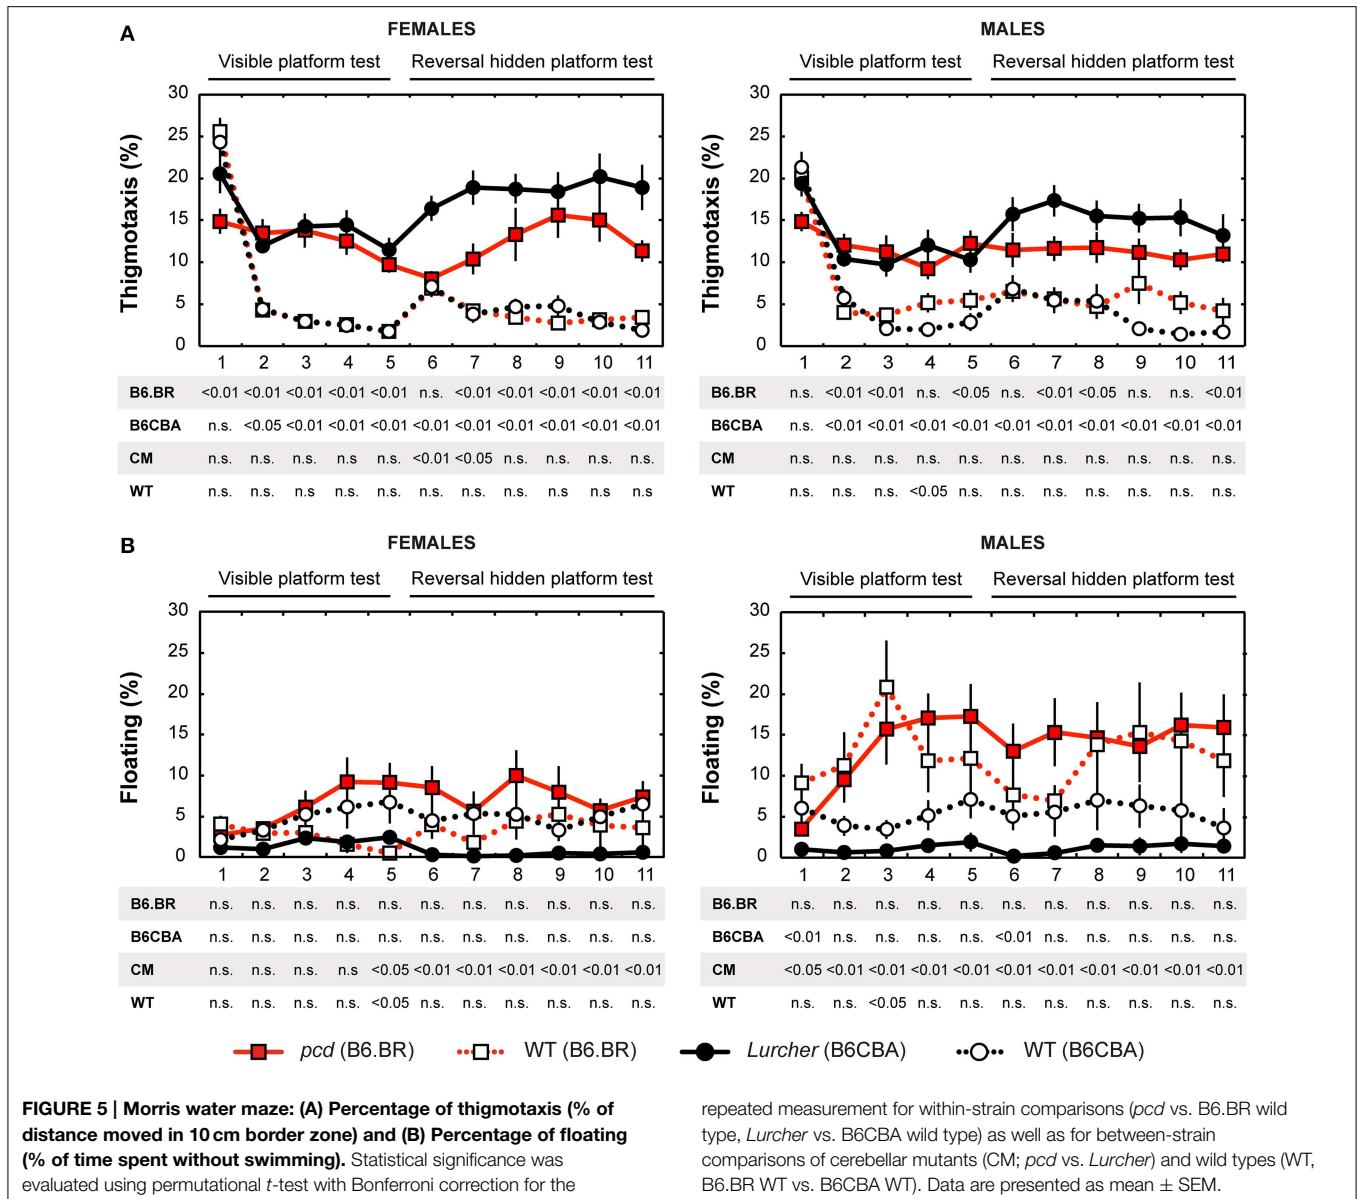 A
FEMALES
Visible platform test Reversal hidden platform test
Thigmotaxis (%)
30
25
20
15
10
5
0
1 2 3 4 5 6 7 8 9 10 11
B6.BR <0.01 <0.01 <0.01 <0.01 <0.01 n.s. <0.01 <0.01 <0.01 <0.01 <0.01
B6CBA n.s. <0.05 <0.01 <0.01 <0.01 <0.01 <0.01 <0.01 <0.01 <0.01 <0.01
CM n.s. n.s. n.s. n.s n.s. <0.01 <0.05 n.s. n.s. n.s. n.s.
WT n.s. n.s. n.s n.s. n.s. n.s. n.s. n.s. n.s n.s n.s
MALES
Visible platform test Reversal hidden platform test
Thigmotaxis (%)
30
25
20
15
10
5
0
1 2 3 4 5 6 7 8 9 10 11
B6.BR n.s. <0.01 <0.01 n.s. <0.05 n.s. <0.01 <0.05 n.s. n.s. <0.01
B6CBA n.s. <0.01 <0.01 <0.01 <0.01 <0.01 <0.01 <0.01 <0.01 <0.01 <0.01
CM n.s. n.s. n.s. n.s. n.s. n.s. n.s. n.s. n.s. n.s. n.s.
WT n.s. n.s. n.s. <0.05 n.s. n.s. n.s. n.s. n.s. n.s. n.s.
B
FEMALES
Visible platform test Reversal hidden platform test
Floating (%)
30
25
20
15
10
5
0
1 2 3 4 5 6 7 8 9 10 11
B6.BR n.s. n.s. n.s. n.s. n.s. n.s. n.s. n.s. n.s. n.s. n.s.
B6CBA n.s. n.s. n.s. n.s. n.s. n.s. n.s. n.s. n.s. n.s. n.s.
CM n.s. n.s. n.s. n.s <0.05 <0.01 <0.01 <0.01 <0.01 <0.01 <0.01
WT n.s. n.s. n.s. n.s. <0.05 n.s. n.s. n.s. n.s. n.s. n.s.
MALES
Visible platform test Reversal hidden platform test
Floating (%)
30
25
20
15
10
5
0
1 2 3 4 5 6 7 8 9 10 11
B6.BR n.s. n.s. n.s. n.s. n.s. n.s. n.s. n.s. n.s. n.s. n.s.
B6CBA <0.01 n.s. n.s. n.s. n.s. <0.01 n.s. n.s. n.s. n.s. n.s.
CM <0.05 <0.01 <0.01 <0.01 <0.01 <0.01 <0.01 <0.01 <0.01 <0.01 <0.01
WT n.s. n.s. <0.05 n.s. n.s. n.s. n.s. n.s. n.s. n.s. n.s.
pcd (B6.BR) WT (B6.BR) Lurcher (B6CBA) WT (B6CBA)
FIGURE 5 | Morris water maze: (A) Percentage of thigmotaxis (% of
distance moved in 10 cm border zone) and (B) Percentage of floating
(% of time spent without swimming). Statistical significance was
evaluated using permutational t-test with Bonferroni correction for the
repeated measurement for within-strain comparisons (pcd vs. B6.BR wild
type, Lurcher vs. B6CBA wild type) as well as for between-strain
comparisons of cerebellar mutants (CM; pcd vs. Lurcher) and wild types (WT,
B6.BR WT vs. B6CBA WT). Data are presented as mean ± SEM.